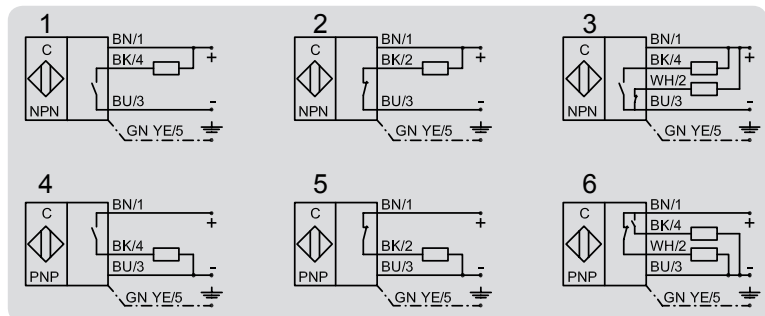 1
BN/1
C
BK/4
+
NPN
BU/3
-
GN YE/5
2
BN/1
C
BK/2
+
NPN
BU/3
-
GN YE/5
3
BN/1
C
BK/4
+
WH/2
NPN
BU/3
-
GN YE/5
4
BN/1
C
+
BK/4
PNP
BU/3
-
GN YE/5
5
BN/1
C
+
BK/2
PNP
BU/3
-
GN YE/5
6
BN/1
C
BK/4
+
WH/2
PNP
BU/3
-
GN YE/5